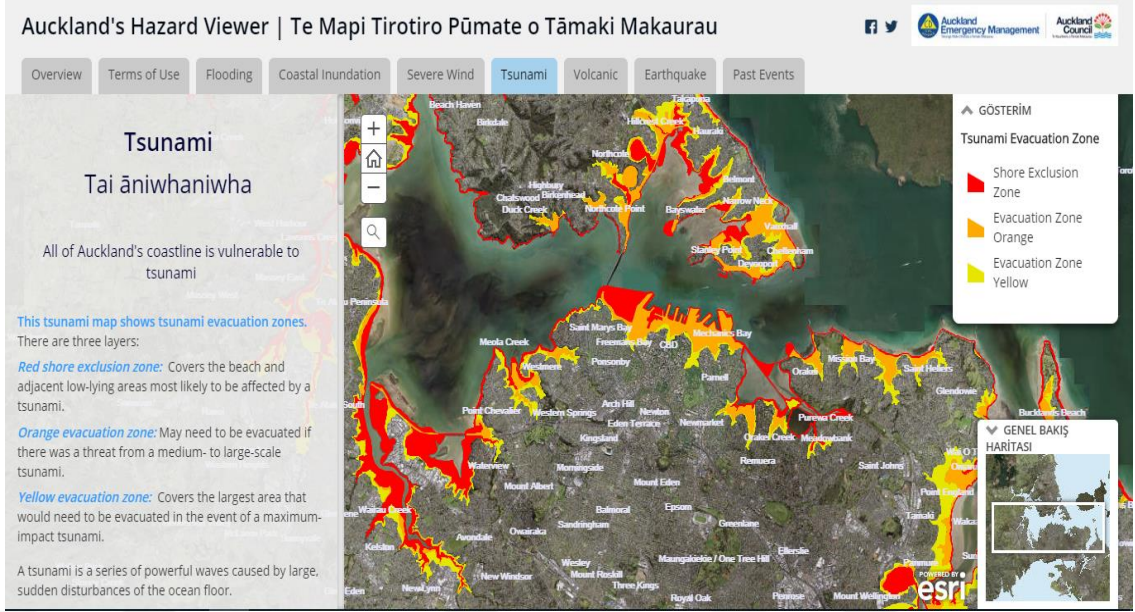 Auckland's Hazard Viewer | Te Mapi Tirotiro Pūmate o Tāmaki Makaurau
Auckland
Emergency Management
Auckland
Council
Overview
Terms of Use
Flooding
Coastal Inundation
Severe Wind
Tsunami
Volcanic
Earthquake
Past Events
Tsunami
Tai āniwhaniwha
All of Auckland's coastline is vulnerable to
tsunami
This tsunami map shows tsunami evacuation zones.
There are three layers:
Red shore exclusion zone: Covers the beach and
adjacent low-lying areas most likely to be affected by a
tsunami.
Orange evacuation zone: May need to be evacuated if
there was a threat from a medium- to large-scale
tsunami.
Yellow evacuation zone: Covers the largest area that
would need to be evacuated in the event of a maximum-
impact tsunami.
A tsunami is a series of powerful waves caused by large,
sudden disturbances of the ocean floor.
Beach Haven
Birkdale
Takapuna
Hillcrest Creek
Hauraki
Northcote
Highbury
Chatswood
Birkenhead
Duck Creek
Northcote Point
Bayswater
Belmont
Narrow Neck
Vauxhall
Stanley Point
Cheltenham
Devonport
Peninsula
Saint Marys Bay
Mechanics Bay
Meola Creek
Freemans Bay
CBD
Westmere
Ponsonby
Parnell
Orakei
Mission Bay
Saint Heliers
Glendowie
Bucklands Beach
Point Chevalier
Western Springs
Arch Hill
Newton
Eden Terrace
Newmarket
Kingsland
Purewa Creek
Orakei Creek
Meadowbank
Waterview
Morningside
Remuera
Saint Johns
Mount Albert
Mount Eden
Point England
Wairau Creek
Balmoral
Epsom
Tamaki
Avondale
Owairaka
Sandringham
Greenlane
Kelston
Ellerslie
Maungakiekie / One Tree Hill
Wesley
New Windsor
Mount Roskill
Three Kings
Panmure
New Lynn
Royal Oak
Penrose
Mount Wellington
GÖSTERİM
Tsunami Evacuation Zone
Shore Exclusion
Zone
Evacuation Zone
Orange
Evacuation Zone
Yellow
GENEL BAKIŞ
HARİTASI
POWERED BY
esri